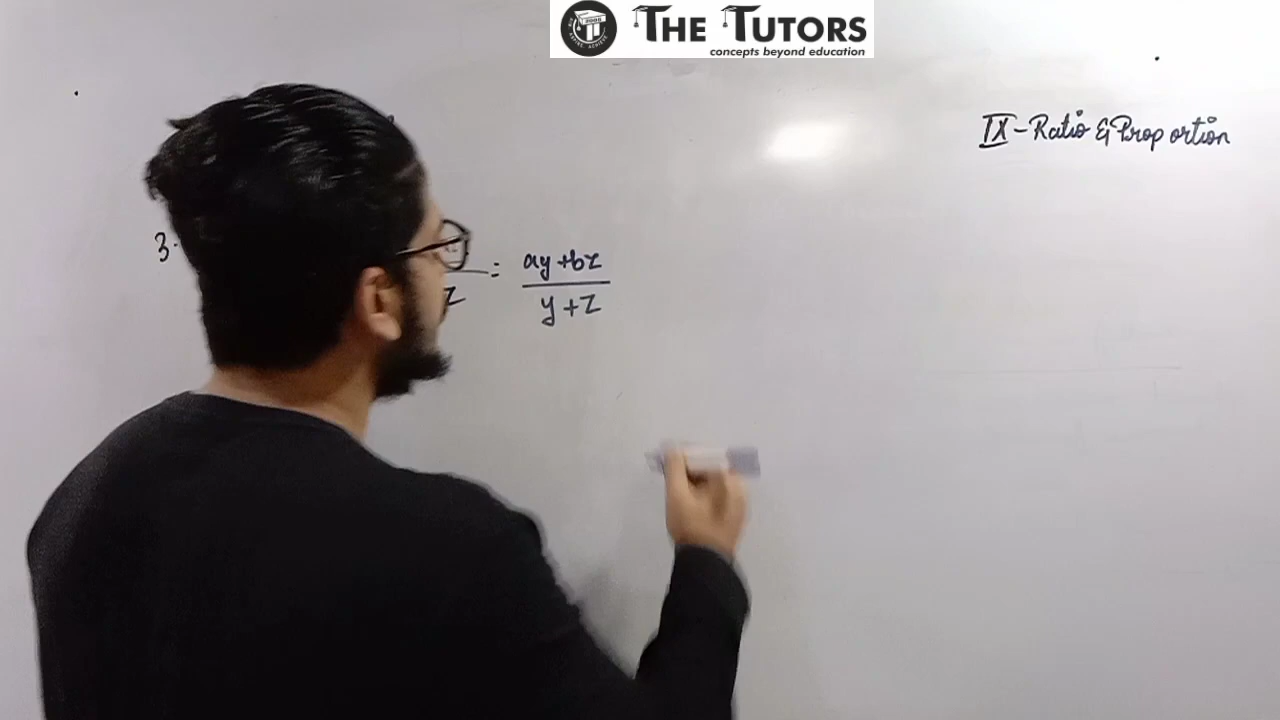 THE TUTORS
concepts beyond education
IX-Ratio & Proportion
3.
= ay+bz
z y+z